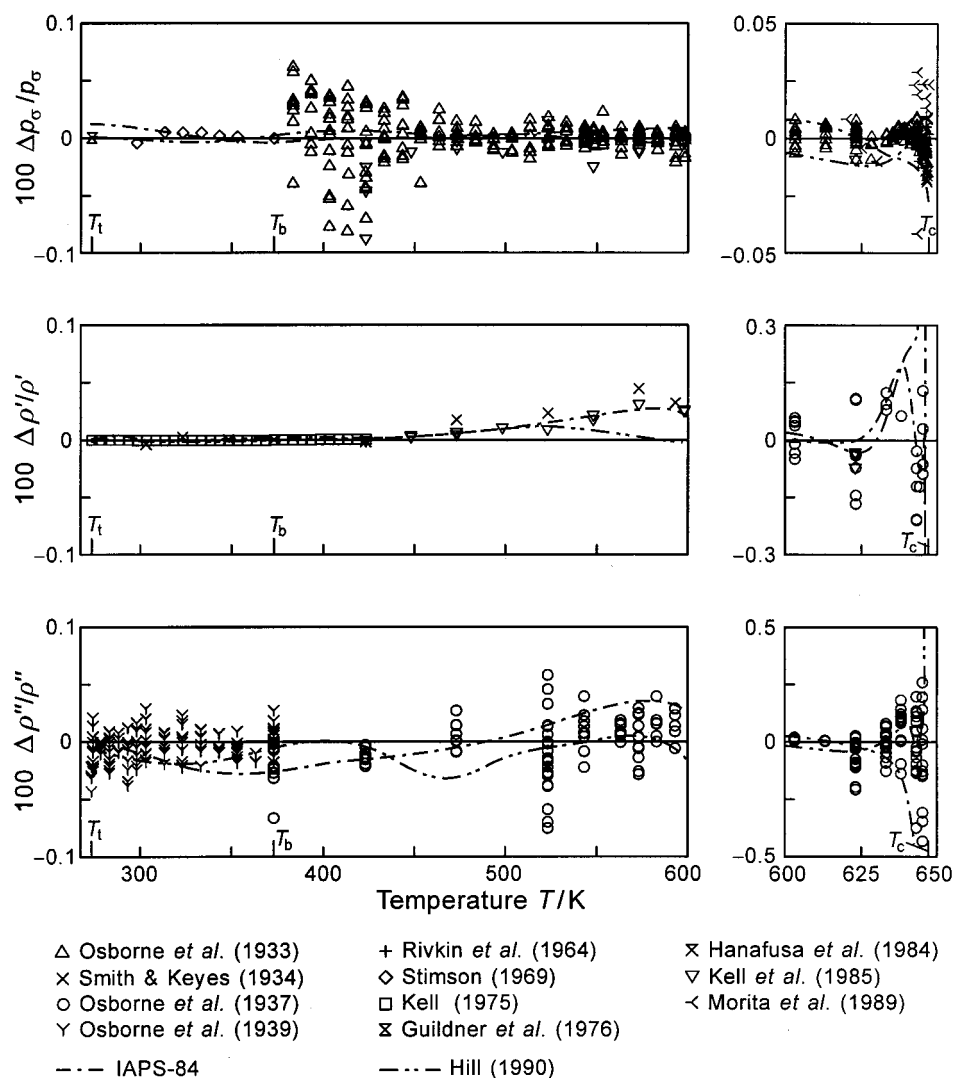 0.1
0.05
100 Δpσ/pσ
0
0
Tt
Tb
Tc
−0.1
−0.05
0.1
0.3
100 Δρ′/ρ′
0
0
Tt
Tb
Tc
−0.1
−0.3
0.1
0.5
100 Δρ″/ρ″
0
0
Tt
Tb
Tc
−0.1
−0.5
300
400
500
600
600
625
650
Temperature T/K
Osborne et al. (1933)
Rivkin et al. (1964)
Hanafusa et al. (1984)
Smith & Keyes (1934)
Stimson (1969)
Kell et al. (1985)
Osborne et al. (1937)
Kell (1975)
Morita et al. (1989)
Osborne et al. (1939)
Guildner et al. (1976)
IAPS-84
Hill (1990)